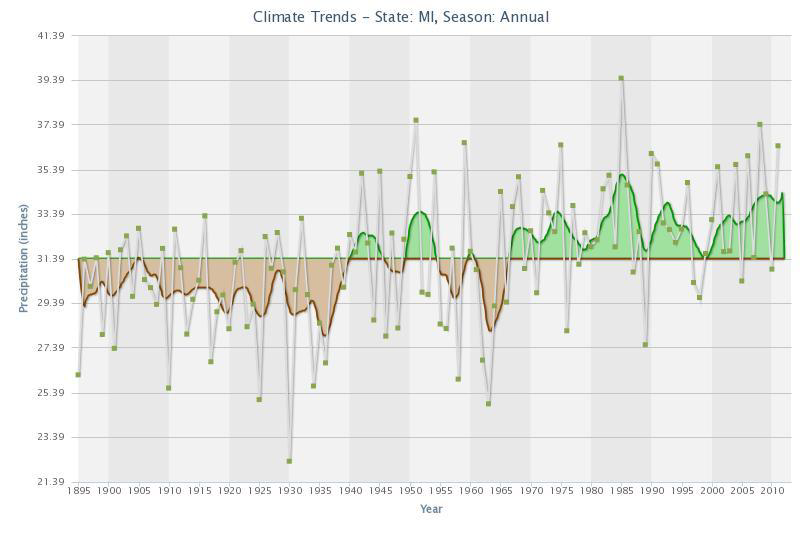 Climate Trends - State: MI, Season: Annual
41.39
39.39
37.39
35.39
33.39
31.39
29.39
27.39
25.39
23.39
21.39
Precipitation (inches)
1895 1900 1905 1910 1915 1920 1925 1930 1935 1940 1945 1950 1955 1960 1965 1970 1975 1980 1985 1990 1995 2000 2005 2010
Year